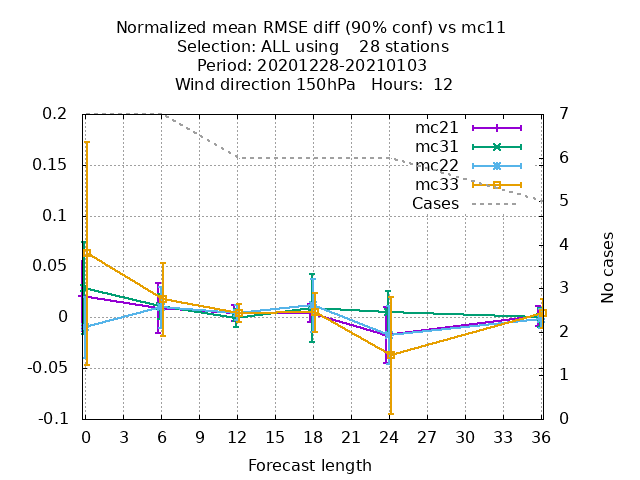 Normalized mean RMSE diff (90% conf) vs mc11
Selection: ALL using    28 stations
Period: 20201228-20210103
Wind direction 150hPa   Hours:  12
0.2
0.15
0.1
0.05
0
-0.05
-0.1
7
6
5
4
3
2
1
0
mc21
mc31
mc22
mc33
Cases
No cases
0 3 6 9 12 15 18 21 24 27 30 33 36
Forecast length